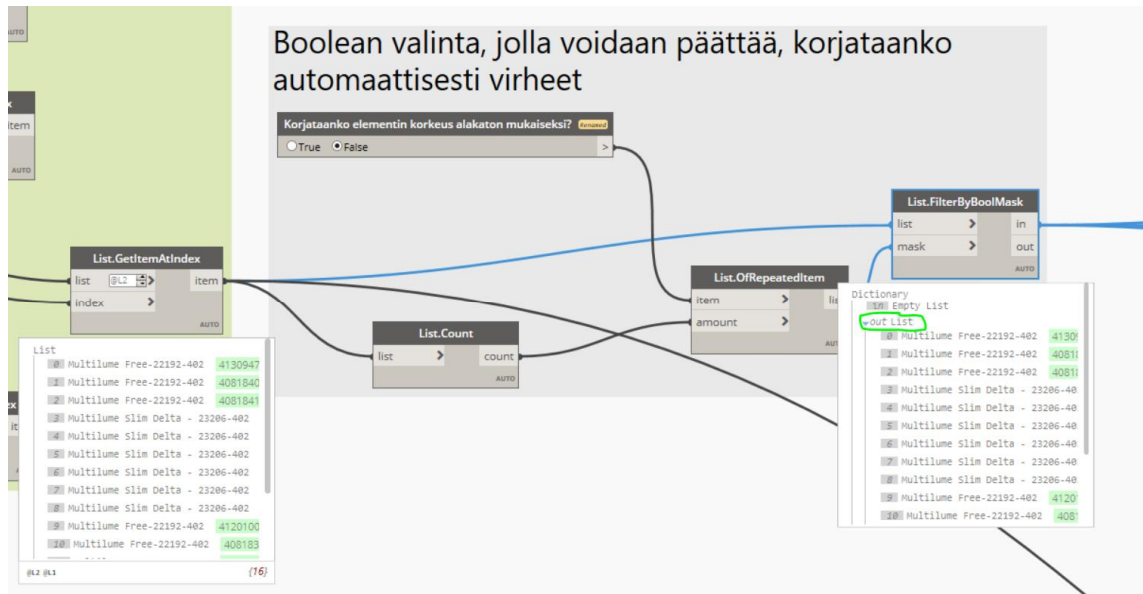 AUTO
Boolean valinta, jolla voidaan päättää, korjataanko
automaattisesti virheet
item
AUTO
Korjataanko elementin korkeus alakaton mukaiseksi? Renamed
True False >
List.GetItemAtIndex
list @L2 > item
index >
AUTO
List.Count
list > count
AUTO
List.OfRepeatedItem
item >
amount >
List.FilterByBoolMask
list > in
mask > out
AUTO
List
0 Multilume Free-22192-402 4130947
1 Multilume Free-22192-402 4081840
2 Multilume Free-22192-402 4081841
3 Multilume Slim Delta - 23206-402
4 Multilume Slim Delta - 23206-402
5 Multilume Slim Delta - 23206-402
6 Multilume Slim Delta - 23206-402
7 Multilume Slim Delta - 23206-402
8 Multilume Slim Delta - 23206-402
9 Multilume Free-22192-402 4120100
10 Multilume Free-22192-402 408183
@L2 @L1 {16}
Dictionary
in Empty List
out List
0 Multilume Free-22192-402 4130
1 Multilume Free-22192-402 4081
2 Multilume Free-22192-402 4081
3 Multilume Slim Delta - 23206-40
4 Multilume Slim Delta - 23206-40
5 Multilume Slim Delta - 23206-40
6 Multilume Slim Delta - 23206-40
7 Multilume Slim Delta - 23206-40
8 Multilume Slim Delta - 23206-40
9 Multilume Free-22192-402 4120
10 Multilume Free-22192-402 408